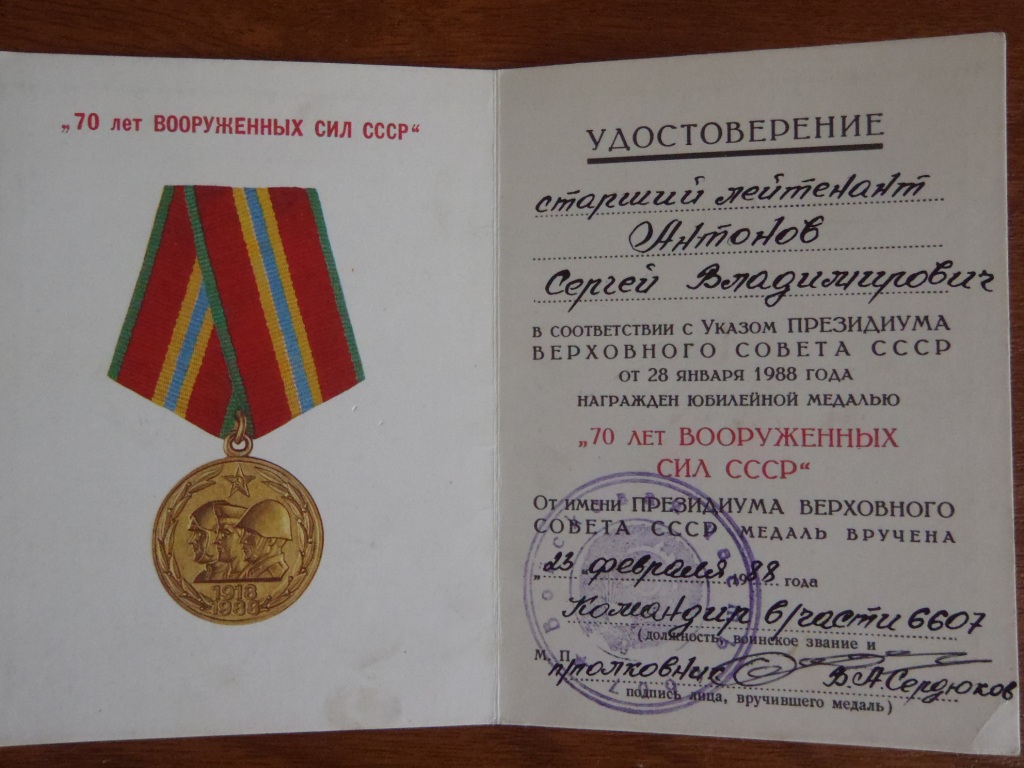 „70 лет ВООРУЖЕННЫХ СИЛ СССР“
1918
1988
УДОСТОВЕРЕНИЕ
старший лейтенант
Антонов
Сергей Владимирович
В СООТВЕТСТВИИ С УКАЗОМ ПРЕЗИДИУМА
ВЕРХОВНОГО СОВЕТА СССР
ОТ 28 ЯНВАРЯ 1988 ГОДА
НАГРАЖДЕН ЮБИЛЕЙНОЙ МЕДАЛЬЮ
„70 ЛЕТ ВООРУЖЕННЫХ
СИЛ СССР“
ОТ ИМЕНИ ПРЕЗИДИУМА ВЕРХОВНОГО
СОВЕТА СССР МЕДАЛЬ ВРУЧЕНА
„23 февраля 1988 года
Командир в/части 6607
(должность, воинское звание и
М. П. п/полковник В.А.Сердюков
подпись лица, вручившего медаль)